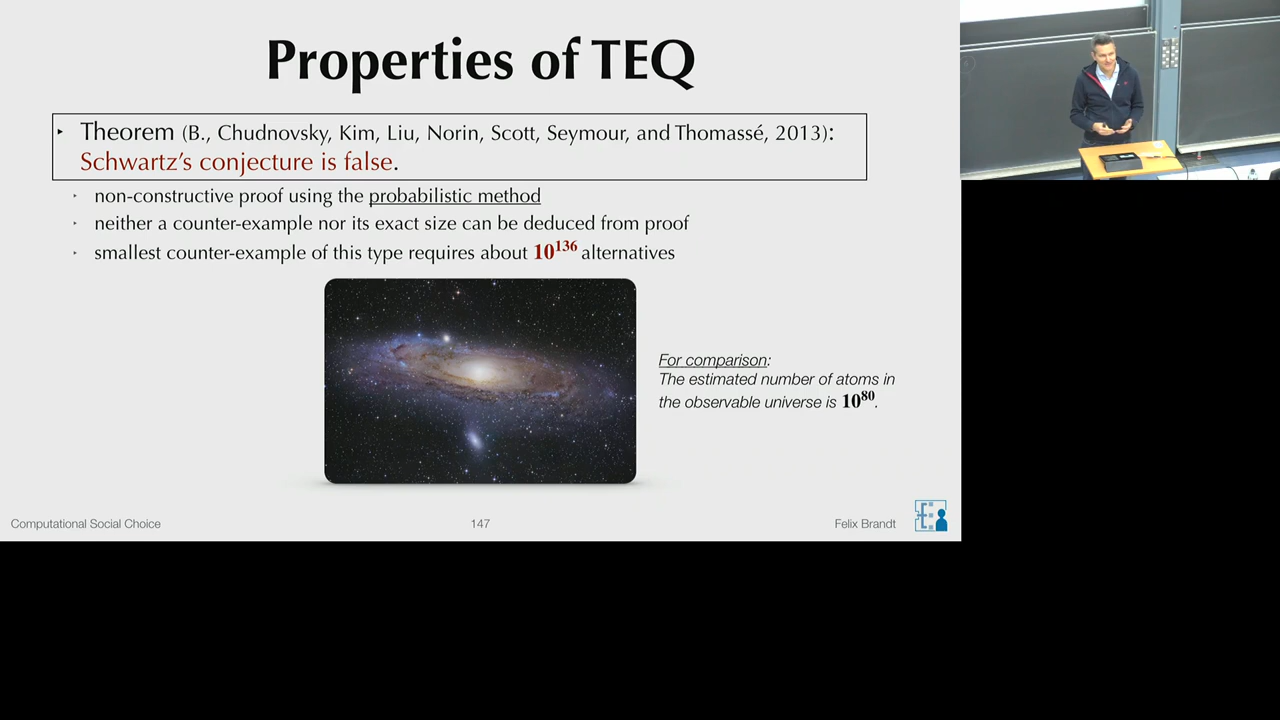 Properties of TEQ
‣ Theorem (B., Chudnovsky, Kim, Liu, Norin, Scott, Seymour, and Thomassé, 2013):
Schwartz's conjecture is false.
‣ non-constructive proof using the probabilistic method
‣ neither a counter-example nor its exact size can be deduced from proof
‣ smallest counter-example of this type requires about 10¹³⁶ alternatives
For comparison:
The estimated number of atoms in
the observable universe is 10⁸⁰.
Computational Social Choice
147
Felix Brandt